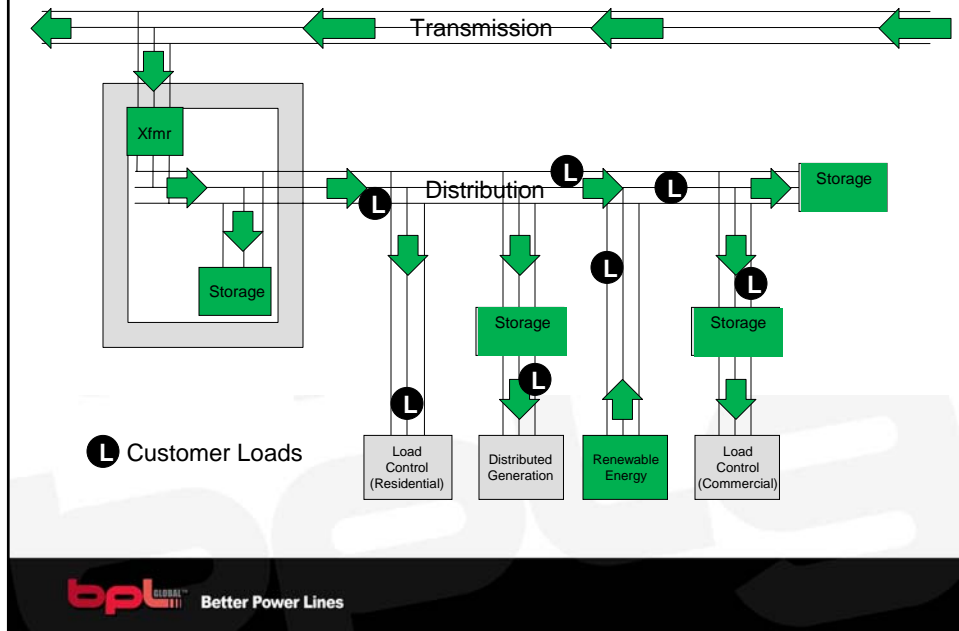 Transmission
Xfmr
Storage
L
Distribution
L
L
L
L
Storage
L
Storage
Storage
L
L
L Customer Loads
Load
Control
(Residential)
Distributed
Generation
Renewable
Energy
Load
Control
(Commercial)
bpl GLOBAL™ Better Power Lines